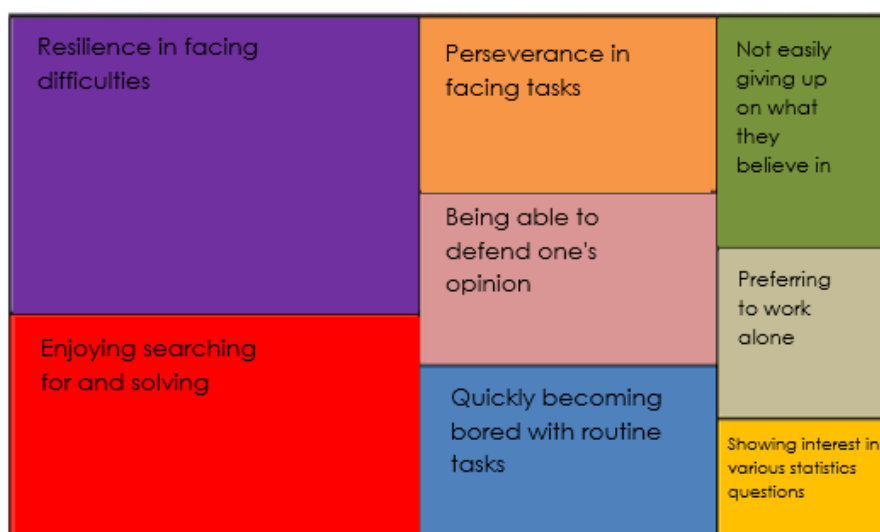 Resilience in facing
difficulties
Enjoying searching
for and solving
Perseverance in
facing tasks
Being able to
defend one's
opinion
Quickly becoming
bored with routine
tasks
Not easily
giving up
on what
they
believe in
Preferring
to work
alone
Showing interest in
various statistics
questions